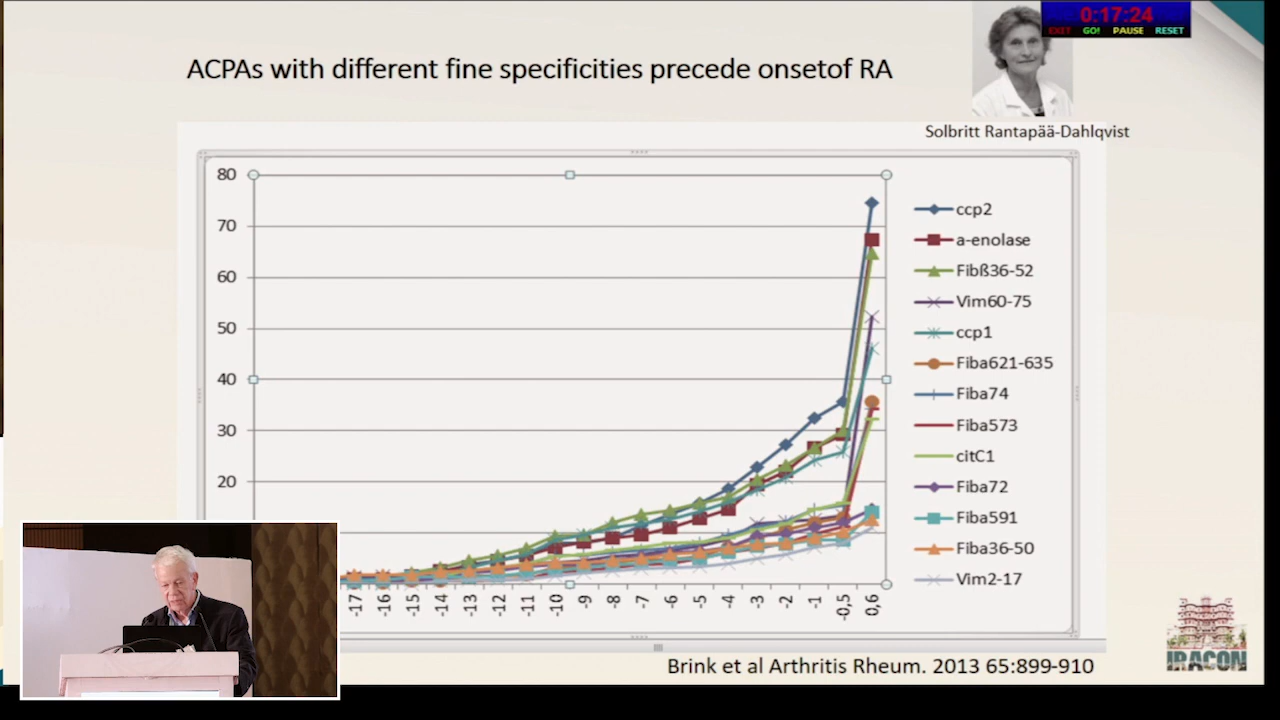 0:17:24
EXIT GO! PAUSE RESET
ACPAs with different fine specificities precede onsetof RA
Solbritt Rantapää-Dahlqvist
80
70
60
50
40
30
20
-17 -16 -15 -14 -13 -12 -11 -10 -9 -8 -7 -6 -5 -4 -3 -2 -1 -0,5 0,6
ccp2
a-enolase
Fibß36-52
Vim60-75
ccp1
Fiba621-635
Fiba74
Fiba573
citC1
Fiba72
Fiba591
Fiba36-50
Vim2-17
Brink et al Arthritis Rheum. 2013 65:899-910
IRACON